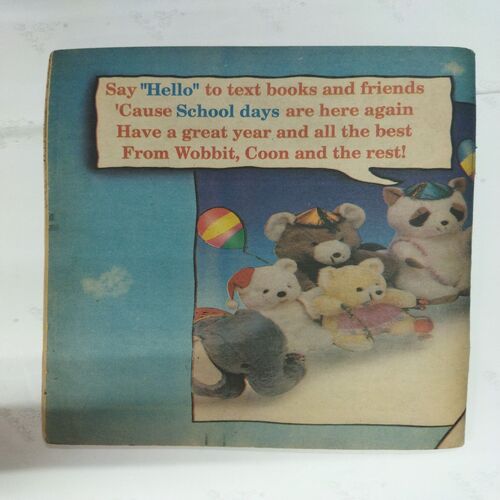 Say "Hello" to text books and friends
'Cause School days are here again
Have a great year and all the best
From Wobbit, Coon and the rest!